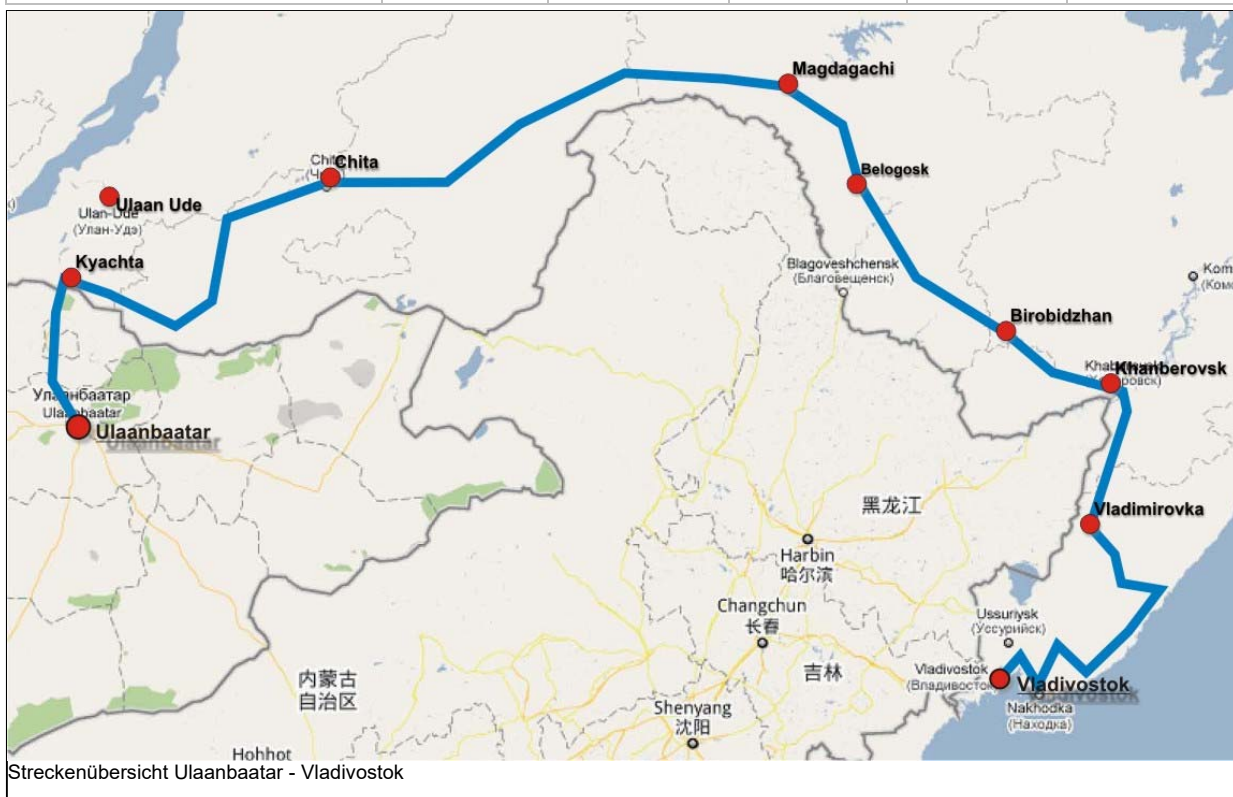 Magdagachi
Chita
Belogosk
Ulaan Ude
Ulan-Ude
(Улан-Удэ)
Kyachta
Blagoveshchensk
(Благовещенск)
Birobidzhan
Khanberovsk
Улаанбаатар
Ulaanbaatar
Ulaanbaatar
黑龙江
Vladimirovka
Harbin
哈尔滨
Changchun
长春
Ussuriysk
(Уссурийск)
内蒙古
自治区
吉林
Vladivostok
(Владивосток)
Vladivostok
Nakhodka
(Находка)
Shenyang
沈阳
Hohhot
Streckenübersicht Ulaanbaatar - Vladivostok